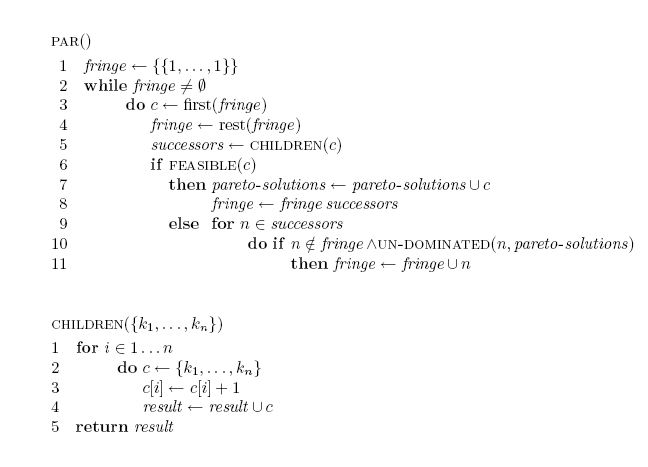 PAR()
1 fringe ← {{1, . . . , 1}}
2 while fringe ≠ ∅
3 do c ← first(fringe)
4 fringe ← rest(fringe)
5 successors ← CHILDREN(c)
6 if FEASIBLE(c)
7 then pareto-solutions ← pareto-solutions ∪ c
8 fringe ← fringe successors
9 else for n ∈ successors
10 do if n ∉ fringe ∧UN-DOMINATED(n, pareto-solutions)
11 then fringe ← fringe ∪ n
CHILDREN({k₁, . . . , kₙ})
1 for i ∈ 1 . . . n
2 do c ← {k₁, . . . , kₙ}
3 c[i] ← c[i] + 1
4 result ← result ∪ c
5 return result